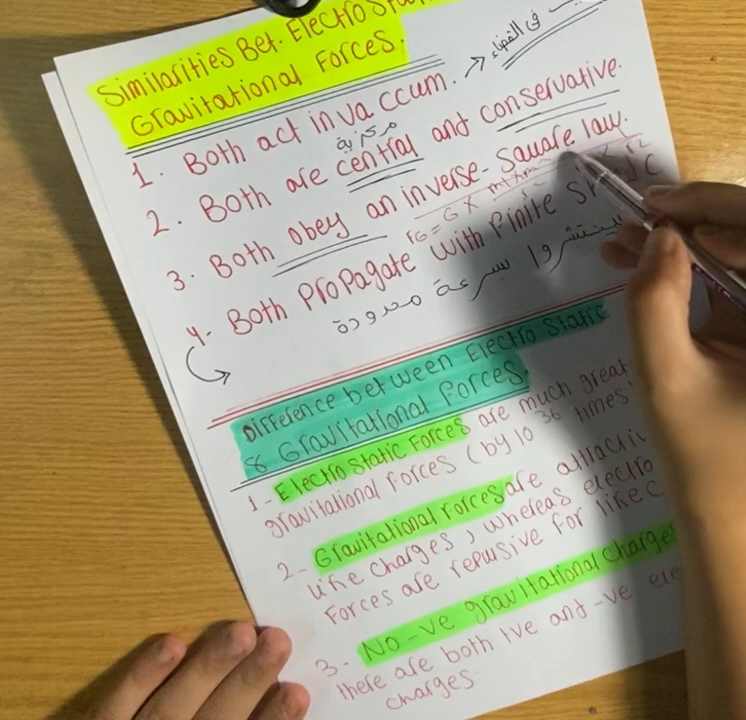 Similarities Bet. Electro
Gravitational Forces.
1. Both act in vaccum. → في الفضاء
مركزية
2. Both are central and conservative.
3. Both obey an inverse-square law.
4- Both Propagate with Finite
بسرعة محدودة
Difference between Electro Static
& Gravitational Forces.
1- Electro Static Forces are much great
gravitational Forces (by 10^36 times
2- Gravitational Forces are attractiv
like charges, whereas electro
Forces are repulsive for like c
3- No -ve gravitational charge
there are both +ve and -ve ele
charges.